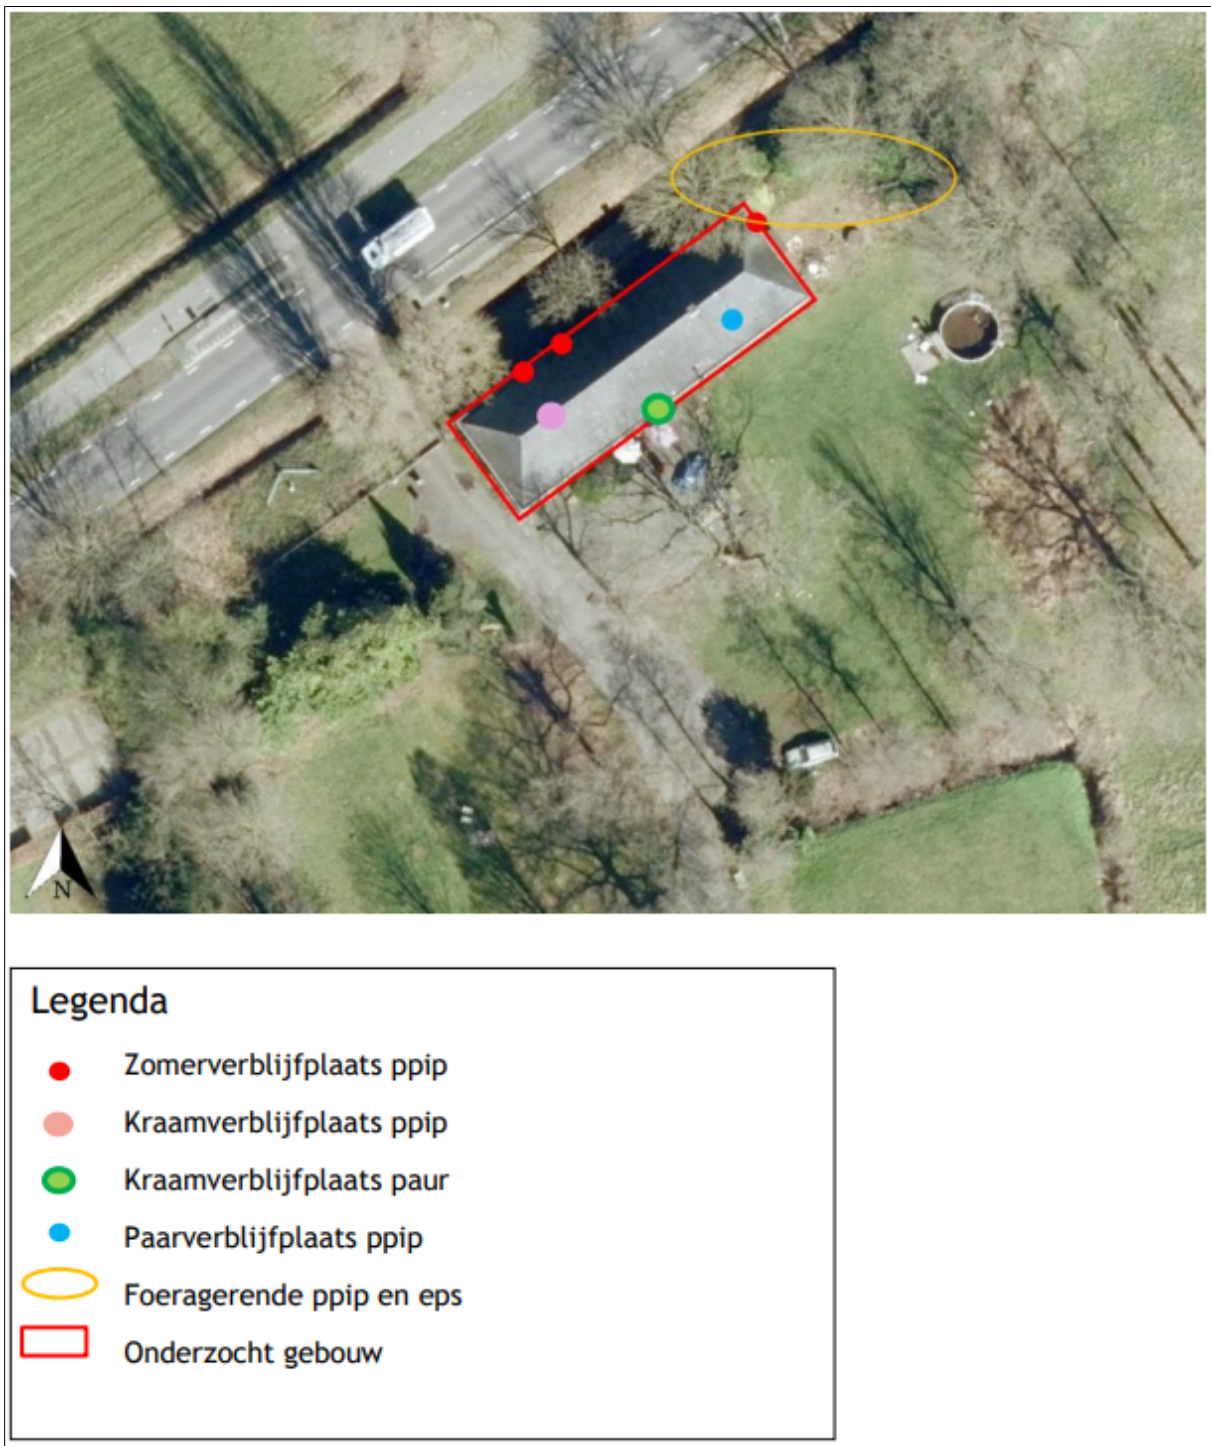 N
Legenda
Zomerverblijfplaats ppip
Kraamverblijfplaats ppip
Kraamverblijfplaats paur
Paarverblijfplaats ppip
Foeragerende ppip en eps
Onderzocht gebouw